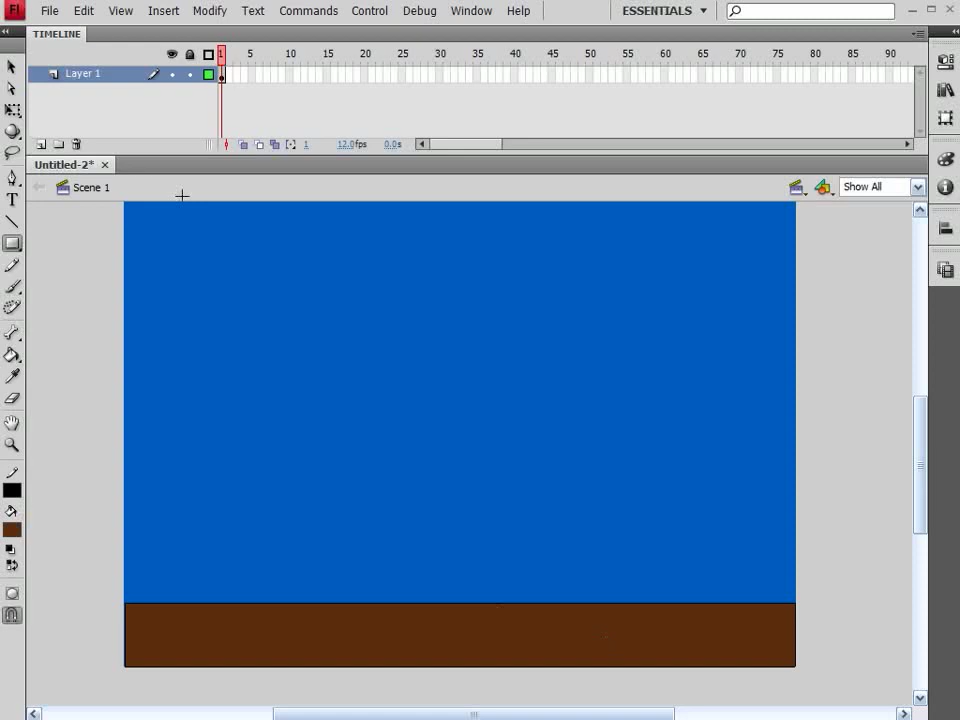 Fl File Edit View Insert Modify Text Commands Control Debug Window Help ESSENTIALS
TIMELINE
1 5 10 15 20 25 30 35 40 45 50 55 60 65 70 75 80 85 90
Layer 1
1 12.0fps 0.0s
Untitled-2*
Scene 1 Show All
T